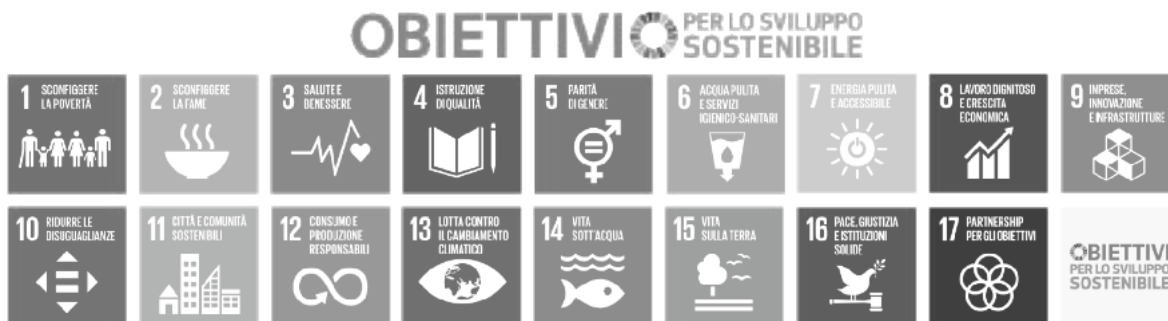 OBIETTIVI PER LO SVILUPPO
SOSTENIBILE
1 SCONFIGGERE
LA POVERTÀ
2 SCONFIGGERE
LA FAME
3 SALUTE E
BENESSERE
4 ISTRUZIONE
DI QUALITÀ
5 PARITÀ
DI GENERE
6 ACQUA PULITA
E SERVIZI
IGIENICO-SANITARI
7 ENERGIA PULITA
E ACCESSIBILE
8 LAVORO DIGNITOSO
E CRESCITA
ECONOMICA
9 IMPRESE,
INNOVAZIONE
E INFRASTRUTTURE
10 RIDURRE LE
DISUGUAGLIANZE
11 CITTÀ E COMUNITÀ
SOSTENIBILI
12 CONSUMO E
PRODUZIONE
RESPONSABILI
13 LOTTA CONTRO
IL CAMBIAMENTO
CLIMATICO
14 VITA
SOTT'ACQUA
15 VITA
SULLA TERRA
16 PACE, GIUSTIZIA
E ISTITUZIONI
SOLIDE
17 PARTNERSHIP
PER GLI OBIETTIVI
OBIETTIVI
PER LO SVILUPPO
SOSTENIBILE